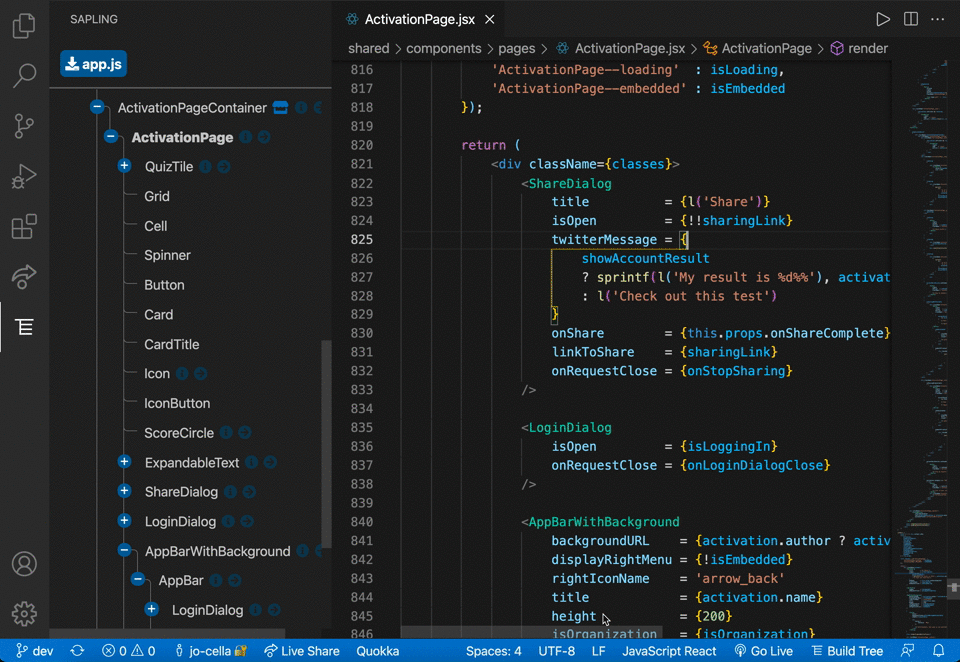 SAPLING
app.js
ActivationPageContainer
ActivationPage
QuizTile
Grid
Cell
Spinner
Button
Card
CardTitle
Icon
IconButton
ScoreCircle
ExpandableText
ShareDialog
LoginDialog
AppBarWithBackground
AppBar
LoginDialog
ActivationPage.jsx
shared > components > pages > ActivationPage.jsx > ActivationPage > render
816 'ActivationPage--loading' : isLoading,
817 'ActivationPage--embedded' : isEmbedded
818 });
819
820 return (
821 <div className={classes}>
822 <ShareDialog
823 title = {l('Share')}
824 isOpen = {!!sharingLink}
825 twitterMessage = {
826 showAccountResult
827 ? sprintf(l('My result is %d%%'), activat
828 : l('Check out this test')
829 }
830 onShare = {this.props.onShareComplete}
831 linkToShare = {sharingLink}
832 onRequestClose = {onStopSharing}
833 />
834
835 <LoginDialog
836 isOpen = {isLoggingIn}
837 onRequestClose = {onLoginDialogClose}
838 />
839
840 <AppBarWithBackground
841 backgroundURL = {activation.author ? activ
842 displayRightMenu = {!isEmbedded}
843 rightIconName = 'arrow_back'
844 title = {activation.name}
845 height = {200}
846 isOrganization = {isOrganization}
dev 0 0 jo-cella Live Share Quokka Spaces: 4 UTF-8 LF JavaScript React Go Live Build Tree